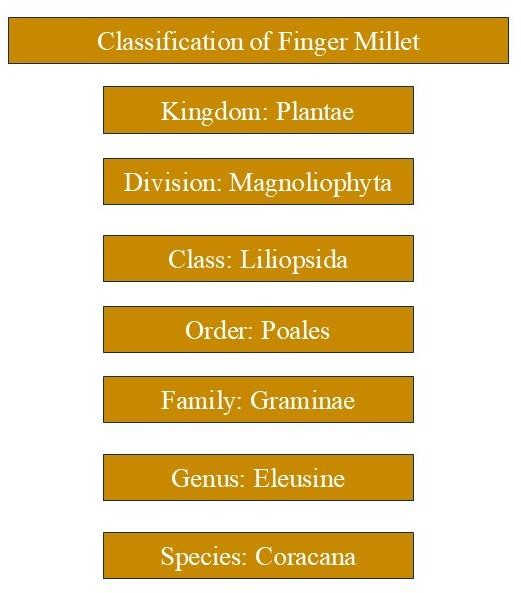 Classification of Finger Millet
Kingdom: Plantae
Division: Magnoliophyta
Class: Liliopsida
Order: Poales
Family: Graminae
Genus: Eleusine
Species: Coracana